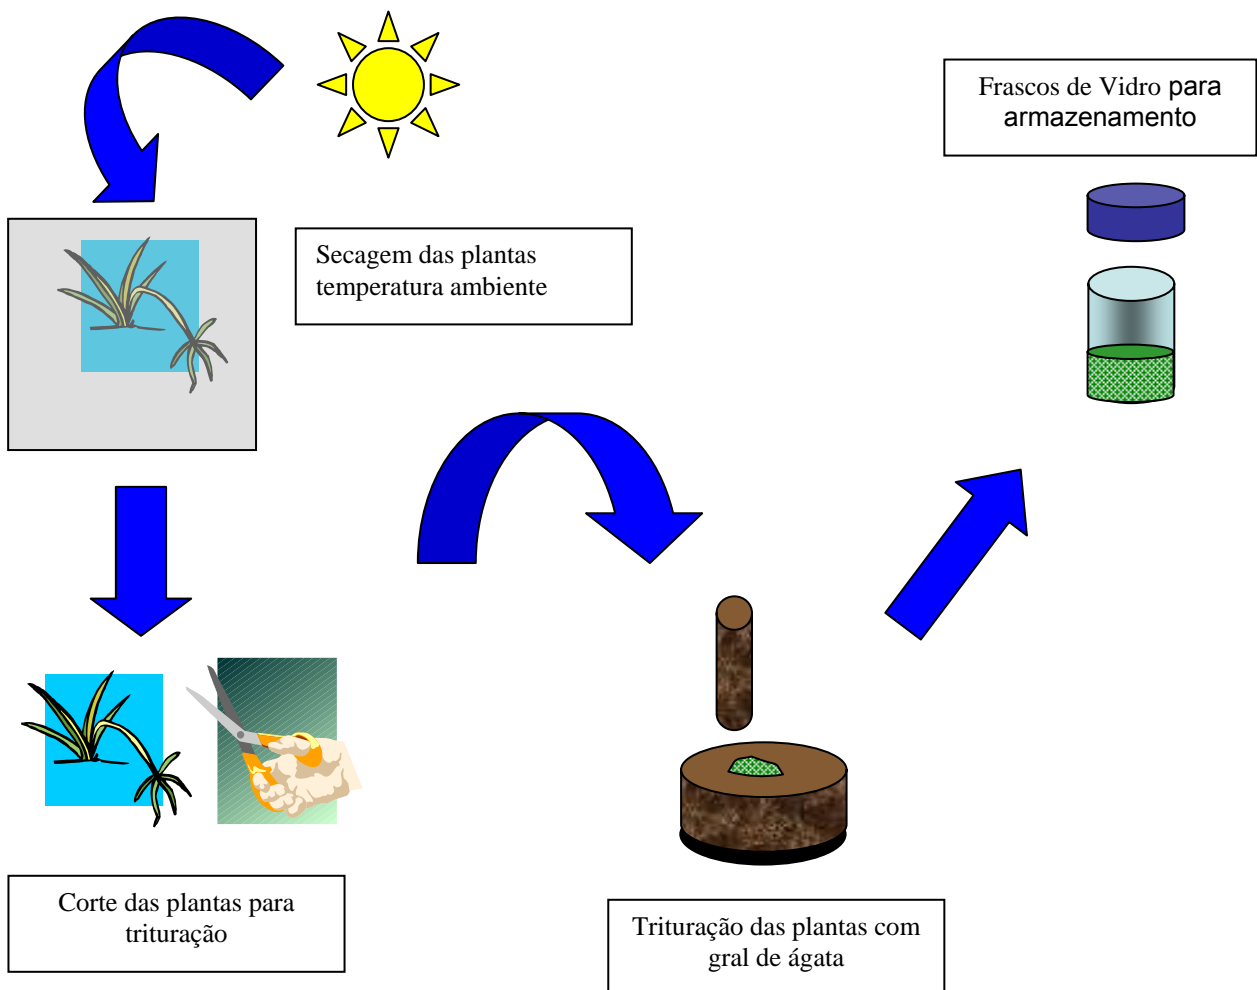 Secagem das plantas
temperatura ambiente
Corte das plantas para
trituração
Trituração das plantas com
gral de ágata
Frascos de Vidro para
armazenamento